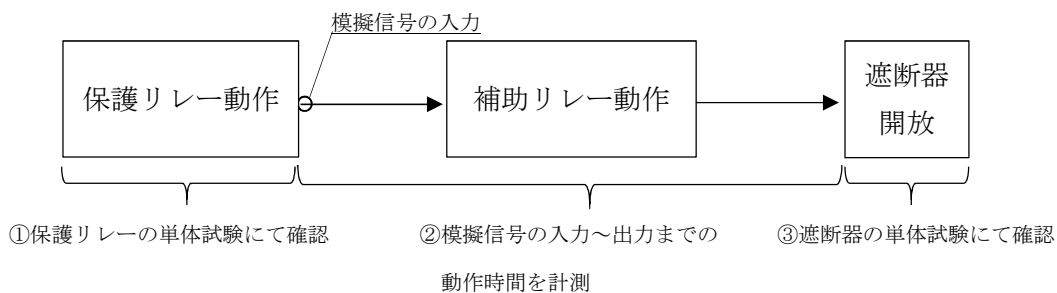 模擬信号の入力
保護リレー動作
補助リレー動作
遮断器
開放
①保護リレーの単体試験にて確認
②模擬信号の入力～出力までの
動作時間を計測
③遮断器の単体試験にて確認